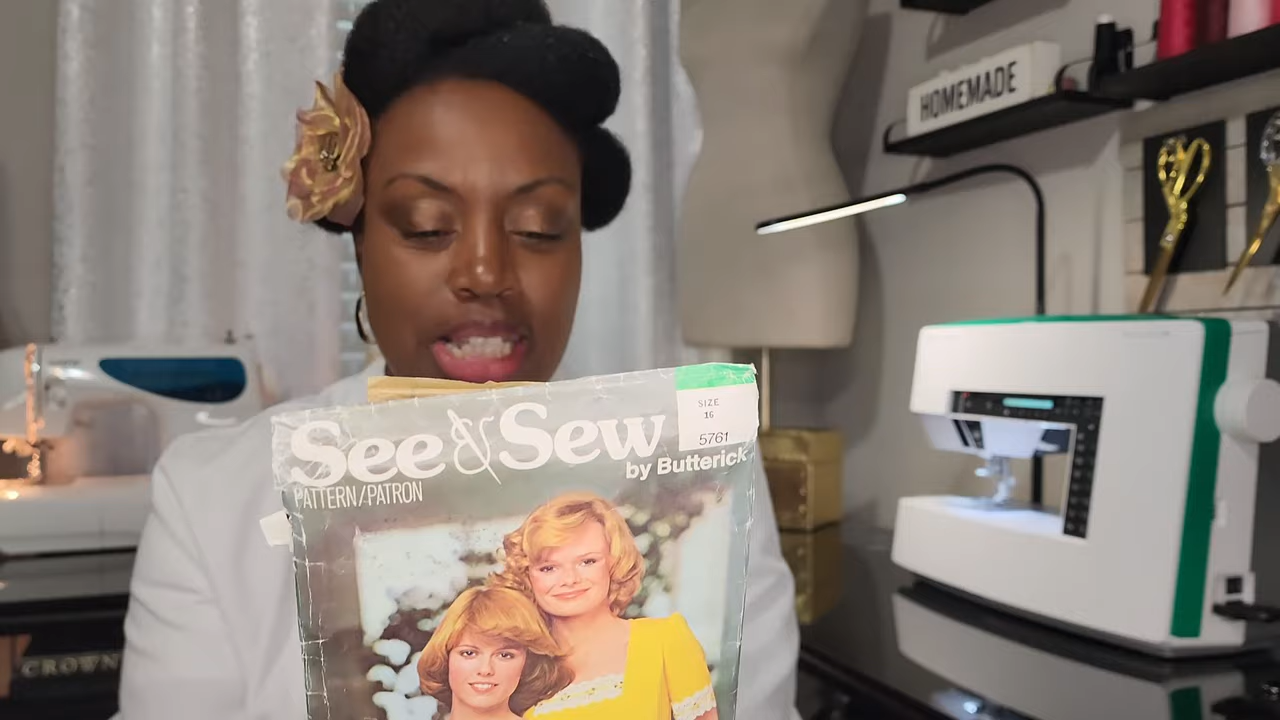 HOMEMADE
SIZE
16
5761
See & Sew
by Butterick
PATTERN/PATRON
CROWN